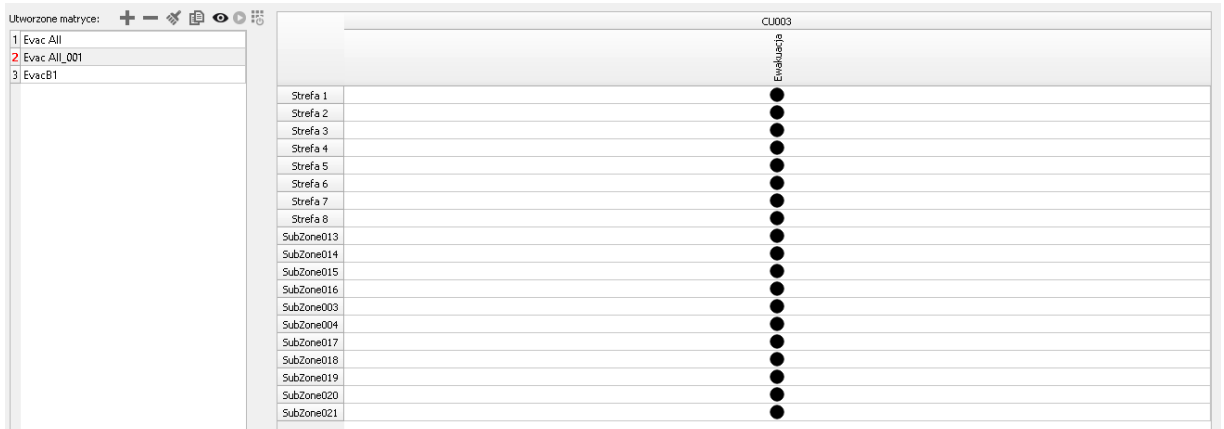 Utworzone matryce:
1 Evac All
2 Evac All_001
3 EvacB1
CU003
Ewakuacja
Strefa 1
Strefa 2
Strefa 3
Strefa 4
Strefa 5
Strefa 6
Strefa 7
Strefa 8
SubZone013
SubZone014
SubZone015
SubZone016
SubZone003
SubZone004
SubZone017
SubZone018
SubZone019
SubZone020
SubZone021